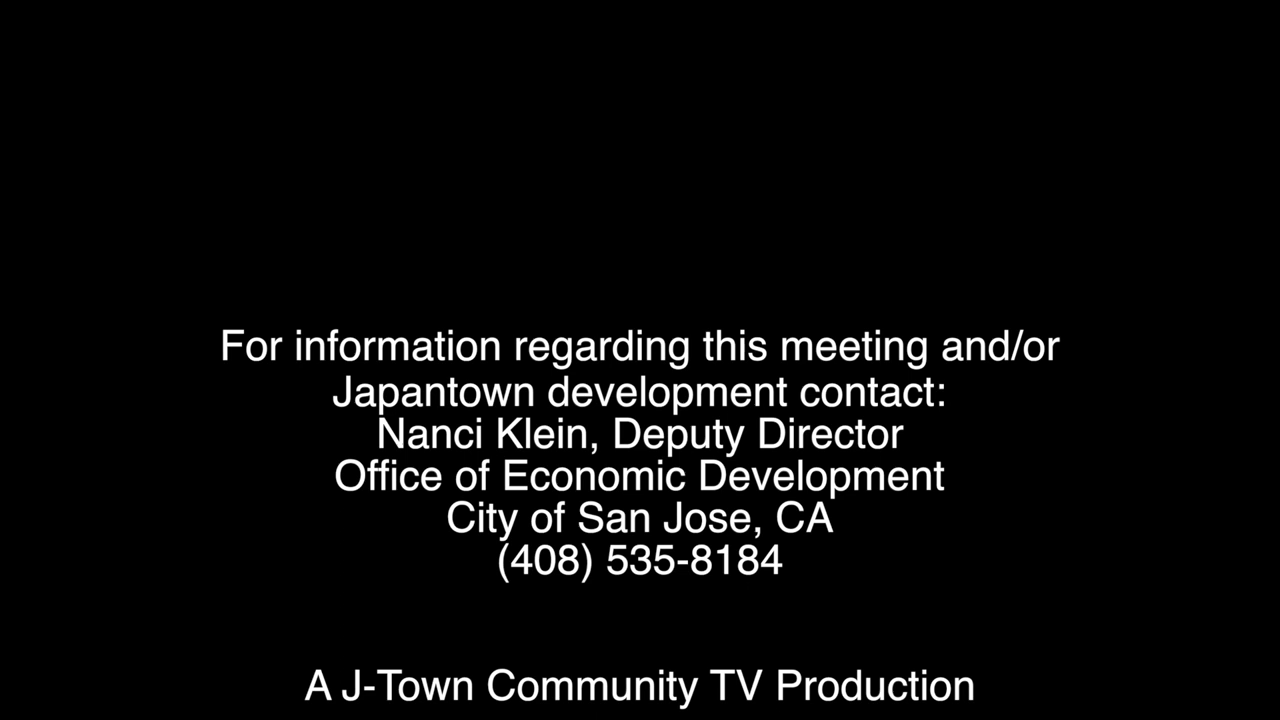 For information regarding this meeting and/or
Japantown development contact:
Nanci Klein, Deputy Director
Office of Economic Development
City of San Jose, CA
(408) 535-8184
A J-Town Community TV Production